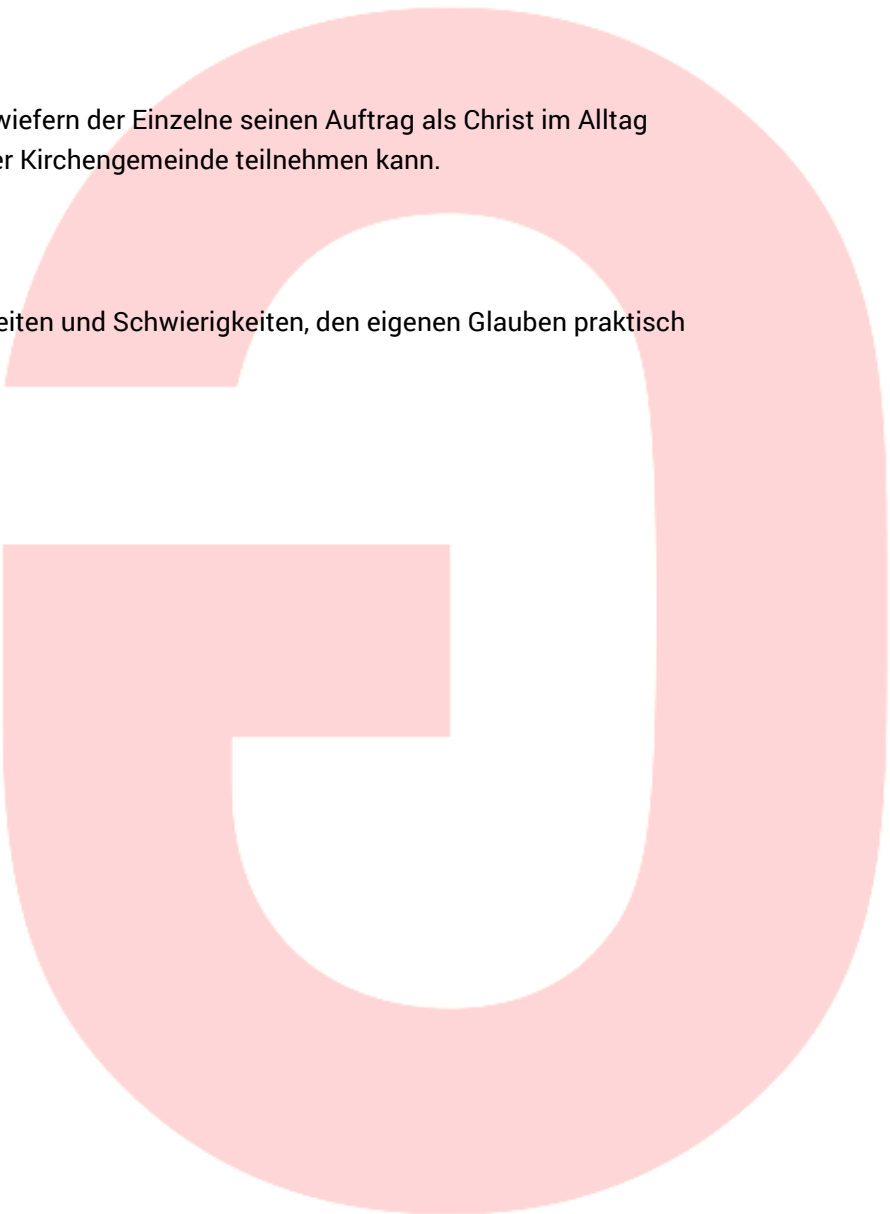 wiefern der Einzelne seinen Auftrag als Christ im Alltag
er Kirchengemeinde teilnehmen kann.
eiten und Schwierigkeiten, den eigenen Glauben praktisch